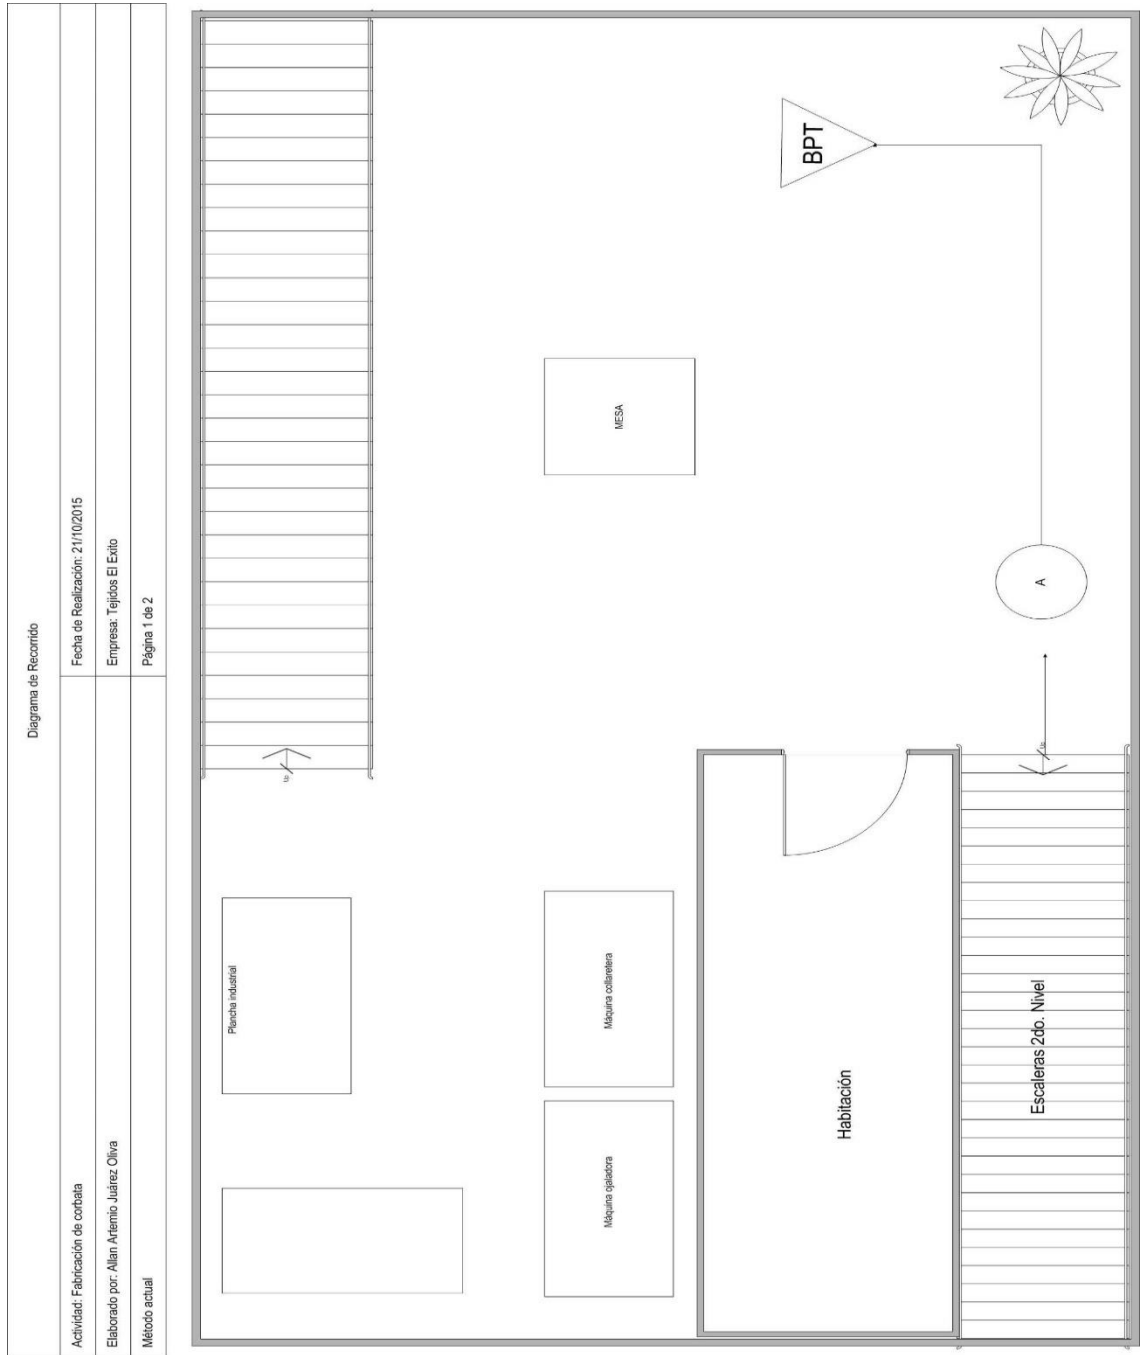 Diagrama de Recorrido
Actividad: Fabricación de corbata
Fecha de Realización: 21/10/2015
Elaborado por: Allan Artemio Juárez Oliva
Empresa: Tejidos El Exito
Método actual
Página 1 de 2
Up
Plancha industrial
MESA
Máquina ojaladora
Máquina collaretera
BPT
Habitación
A
Up
Escaleras 2do. Nivel